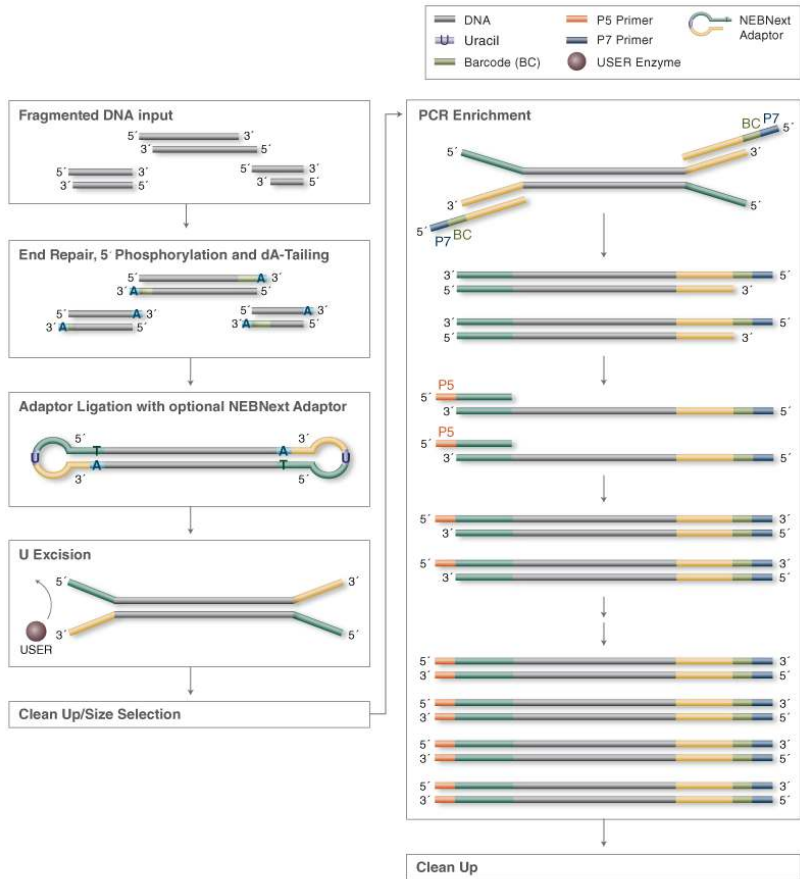 DNA
Uracil
Barcode (BC)
P5 Primer
P7 Primer
USER Enzyme
NEBNext
Adaptor
U
Fragmented DNA input
5´ 3´
3´ 5´
5´ 3´
3´ 5´
5´ 3´
3´ 5´
End Repair, 5´ Phosphorylation and dA-Tailing
5´ A 3´
3´ A 5´
5´ A 3´
3´ A 5´
5´ A 3´
3´ A 5´
Adaptor Ligation with optional NEBNext Adaptor
5´ T A 3´
U U
3´ A T 5´
U Excision
5´ 3´
3´ 5´
USER
Clean Up/Size Selection
PCR Enrichment
BC P7 5´
5´ 3´
3´ 5´
5´ P7 BC
3´ 5´
5´ 3´
3´ 5´
5´ 3´
P5
5´
3´ 5´
P5
5´
3´ 5´
5´ 3´
3´ 5´
5´ 3´
3´ 5´
5´ 3´
3´ 5´
5´ 3´
3´ 5´
5´ 3´
3´ 5´
5´ 3´
3´ 5´
Clean Up